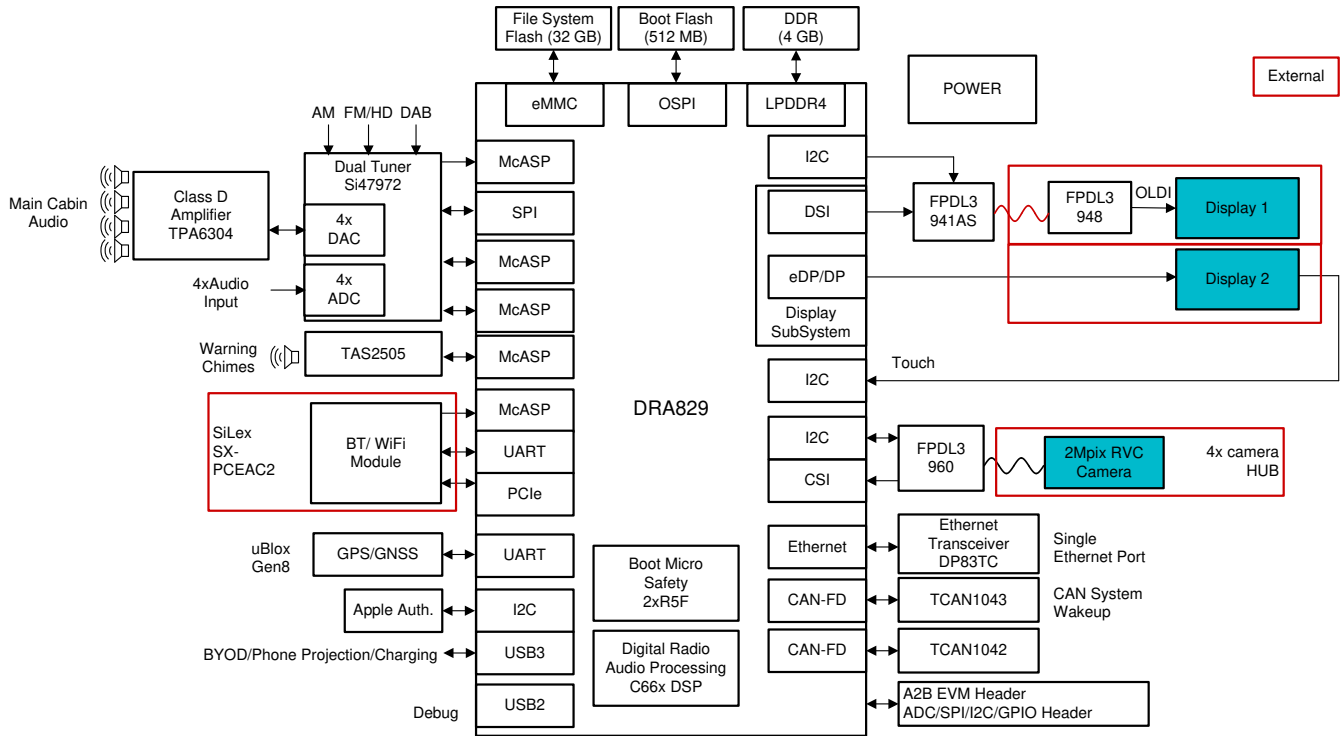 File System
Flash (32 GB)
Boot Flash
(512 MB)
DDR
(4 GB)
POWER
External
eMMC
OSPI
LPDDR4
AM
FM/HD
DAB
Dual Tuner
Si47972
4x
DAC
4x
ADC
Class D
Amplifier
TPA6304
Main Cabin
Audio
4xAudio
Input
Warning
Chimes
TAS2505
SiLex
SX-
PCEAC2
BT/ WiFi
Module
uBlox
Gen8
GPS/GNSS
Apple Auth.
BYOD/Phone Projection/Charging
Debug
McASP
SPI
McASP
McASP
McASP
McASP
UART
PCIe
UART
I2C
USB3
USB2
DRA829
Boot Micro
Safety
2xR5F
Digital Radio
Audio Processing
C66x DSP
I2C
DSI
eDP/DP
Display
SubSystem
I2C
I2C
CSI
Ethernet
CAN-FD
CAN-FD
FPDL3
941AS
FPDL3
948
OLDI
Display 1
Display 2
Touch
FPDL3
960
2Mpix RVC
Camera
4x camera
HUB
Ethernet
Transceiver
DP83TC
Single
Ethernet Port
TCAN1043
CAN System
Wakeup
TCAN1042
A2B EVM Header
ADC/SPI/I2C/GPIO Header